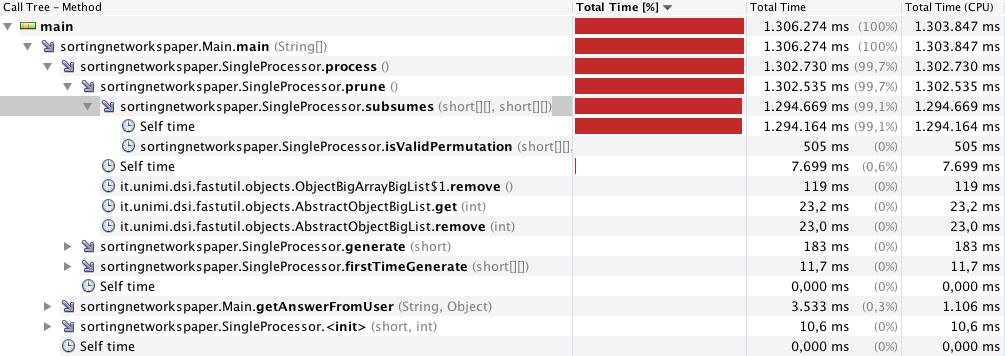 Call Tree – Method Total Time [%] Total Time Total Time (CPU)
main 1.306.274 ms (100%) 1.303.847 ms
sortingnetworkspaper.Main.main (String[]) 1.306.274 ms (100%) 1.303.847 ms
sortingnetworkspaper.SingleProcessor.process () 1.302.730 ms (99,7%) 1.302.730 ms
sortingnetworkspaper.SingleProcessor.prune () 1.302.535 ms (99,7%) 1.302.535 ms
sortingnetworkspaper.SingleProcessor.subsumes (short[][], short[][]) 1.294.669 ms (99,1%) 1.294.669 ms
Self time 1.294.164 ms (99,1%) 1.294.164 ms
sortingnetworkspaper.SingleProcessor.isValidPermutation (short[][], 505 ms (0%) 505 ms
Self time 7.699 ms (0,6%) 7.699 ms
it.unimi.dsi.fastutil.objects.ObjectBigArrayBigList$1.remove () 119 ms (0%) 119 ms
it.unimi.dsi.fastutil.objects.AbstractObjectBigList.get (int) 23,2 ms (0%) 23,2 ms
it.unimi.dsi.fastutil.objects.AbstractObjectBigList.remove (int) 23,0 ms (0%) 23,0 ms
sortingnetworkspaper.SingleProcessor.generate (short) 183 ms (0%) 183 ms
sortingnetworkspaper.SingleProcessor.firstTimeGenerate (short[][]) 11,7 ms (0%) 11,7 ms
Self time 0,000 ms (0%) 0,000 ms
sortingnetworkspaper.Main.getAnswerFromUser (String, Object) 3.533 ms (0,3%) 1.106 ms
sortingnetworkspaper.SingleProcessor.<init> (short, int) 10,6 ms (0%) 10,6 ms
Self time 0,000 ms (0%) 0,000 ms